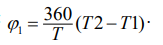 φ₁ = 360/T (T2 − T1).